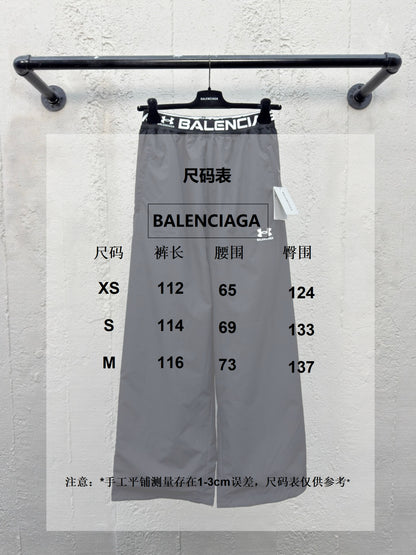 BALENCIAGA
BALENCIA
尺码表
BALENCIAGA
BALENCIAGA
尺码 裤长 腰围 臀围
XS 112 65 124
S 114 69 133
M 116 73 137
注意：*手工平铺测量存在1-3cm误差，尺码表仅供参考*